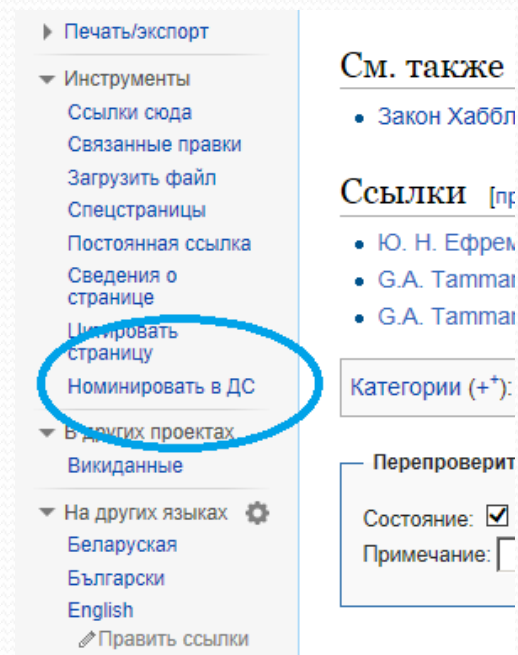 Печать/экспорт
Инструменты
Ссылки сюда
Связанные правки
Загрузить файл
Спецстраницы
Постоянная ссылка
Сведения о
странице
Цитировать
страницу
Номинировать в ДС
В других проектах
Викиданные
На других языках
Беларуская
Български
English
Править ссылки
См. также
• Закон Хаббл
Ссылки [пр
• Ю. Н. Ефрем
• G.A. Tamma
• G.A. Tamma
Категории (+⁺):
Перепроверит
Состояние:
Примечание: